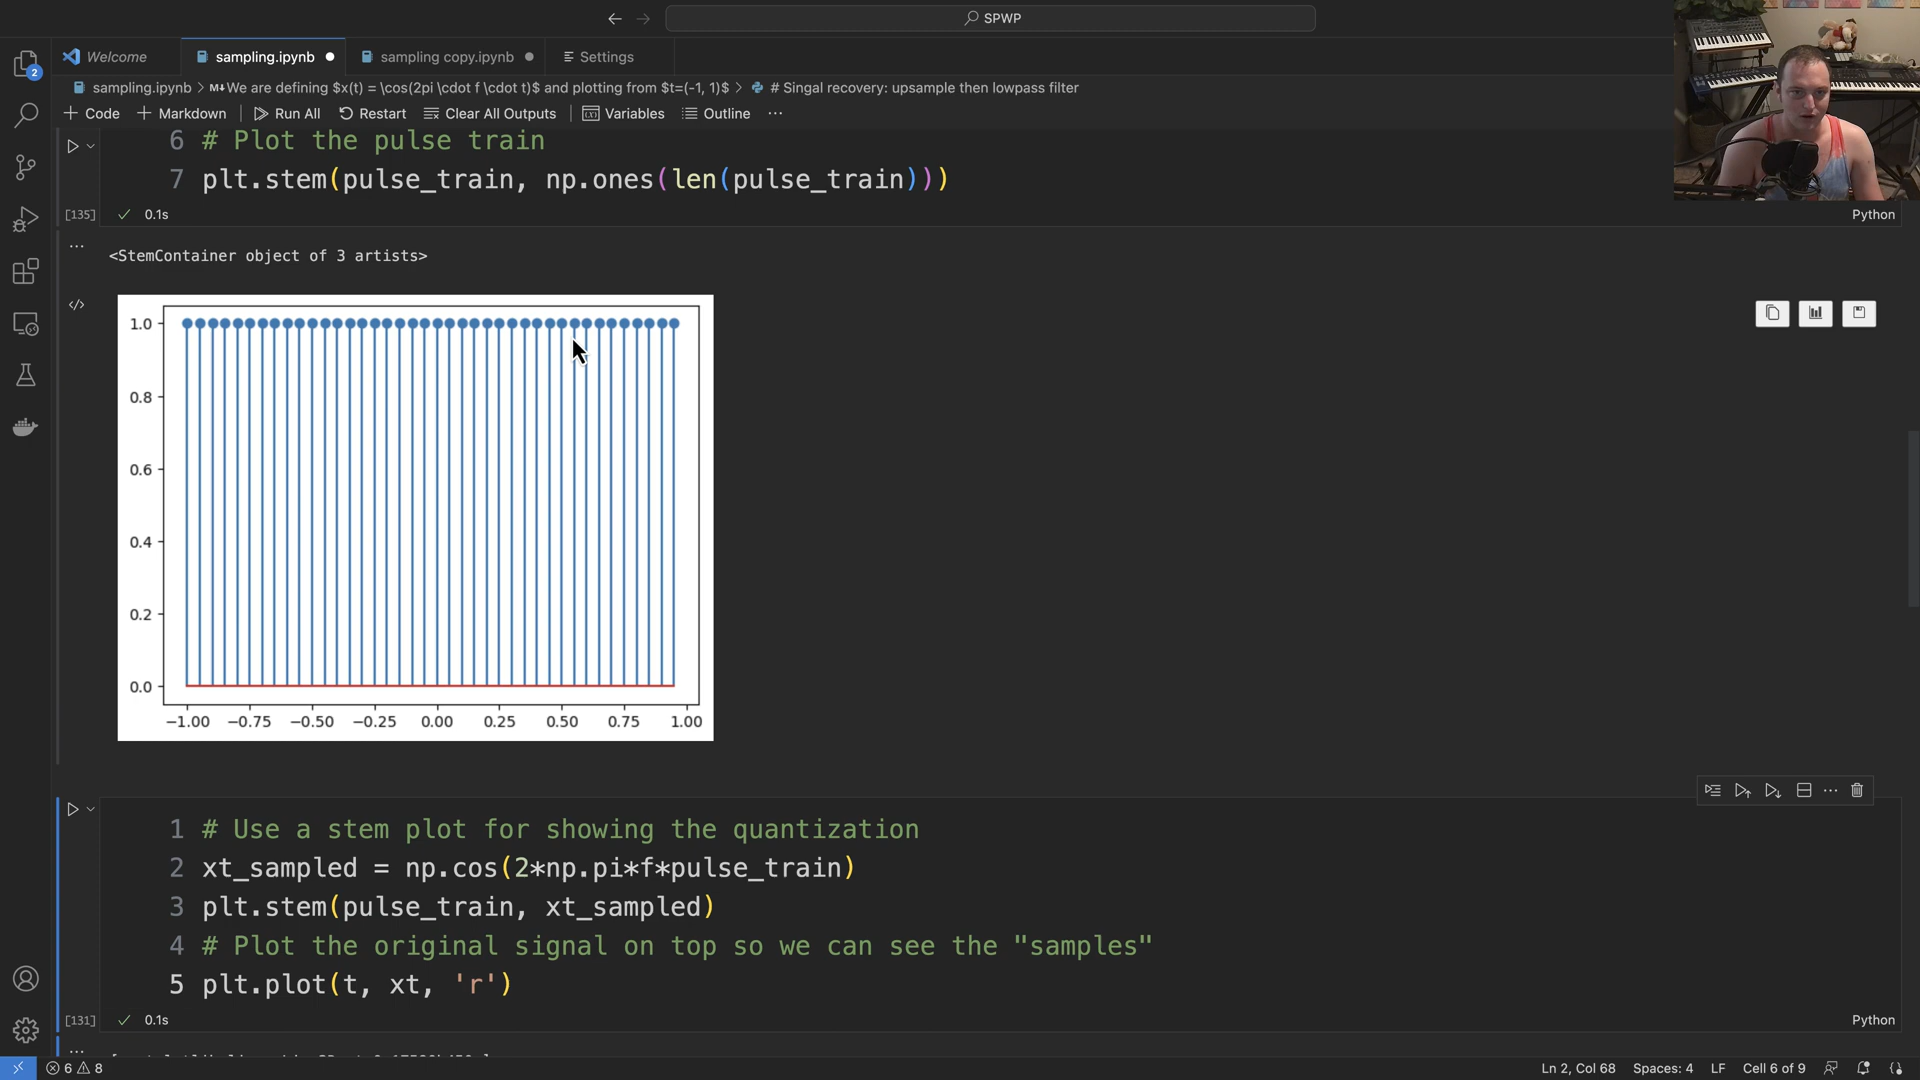 SPWP
Welcome
sampling.ipynb
sampling copy.ipynb
Settings
sampling.ipynb > M↓We are defining $x(t) = \cos(2pi \cdot f \cdot t)$ and plotting from $t=(-1, 1)$ > # Singal recovery: upsample then lowpass filter
+ Code + Markdown Run All Restart Clear All Outputs Variables Outline ...
2
6 # Plot the pulse train
7 plt.stem(pulse_train, np.ones(len(pulse_train)))
[135] 0.1s Python
<StemContainer object of 3 artists>
1.0
0.8
0.6
0.4
0.2
0.0
−1.00 −0.75 −0.50 −0.25 0.00 0.25 0.50 0.75 1.00
1 # Use a stem plot for showing the quantization
2 xt_sampled = np.cos(2*np.pi*f*pulse_train)
3 plt.stem(pulse_train, xt_sampled)
4 # Plot the original signal on top so we can see the "samples"
5 plt.plot(t, xt, 'r')
[131] 0.1s Python
6 8 Ln 2, Col 68 Spaces: 4 LF Cell 6 of 9